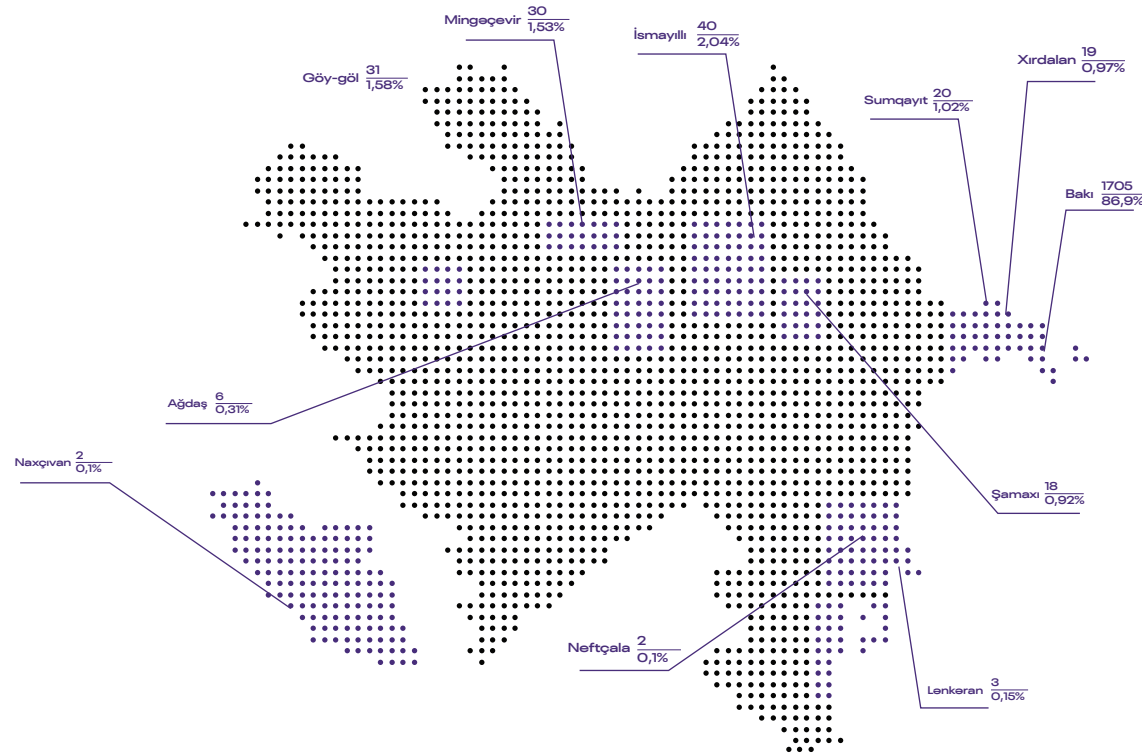 Mingəçevir 30
1,53%
İsmayıllı 40
2,04%
Xırdalan 19
0,97%
Göy-göl 31
1,58%
Sumqayıt 20
1,02%
Bakı 1705
86,9%
Ağdaş 6
0,31%
Naxçıvan 2
0,1%
Şamaxı 18
0,92%
Neftçala 2
0,1%
Lənkəran 3
0,15%